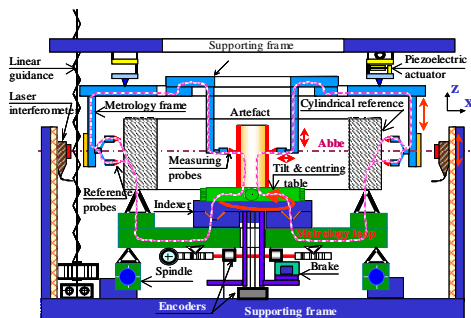 Supporting frame
Linear
guidance
Piezoelectric
actuator
Laser
interferomete
Metrology frame
Artefact
Cylindrical reference
Z
X
Abbe
Measuring
probes
Tilt & centring
table
Reference
probes
Indexer
Metrology loop
Spindle
Brake
Encoders
Supporting frame